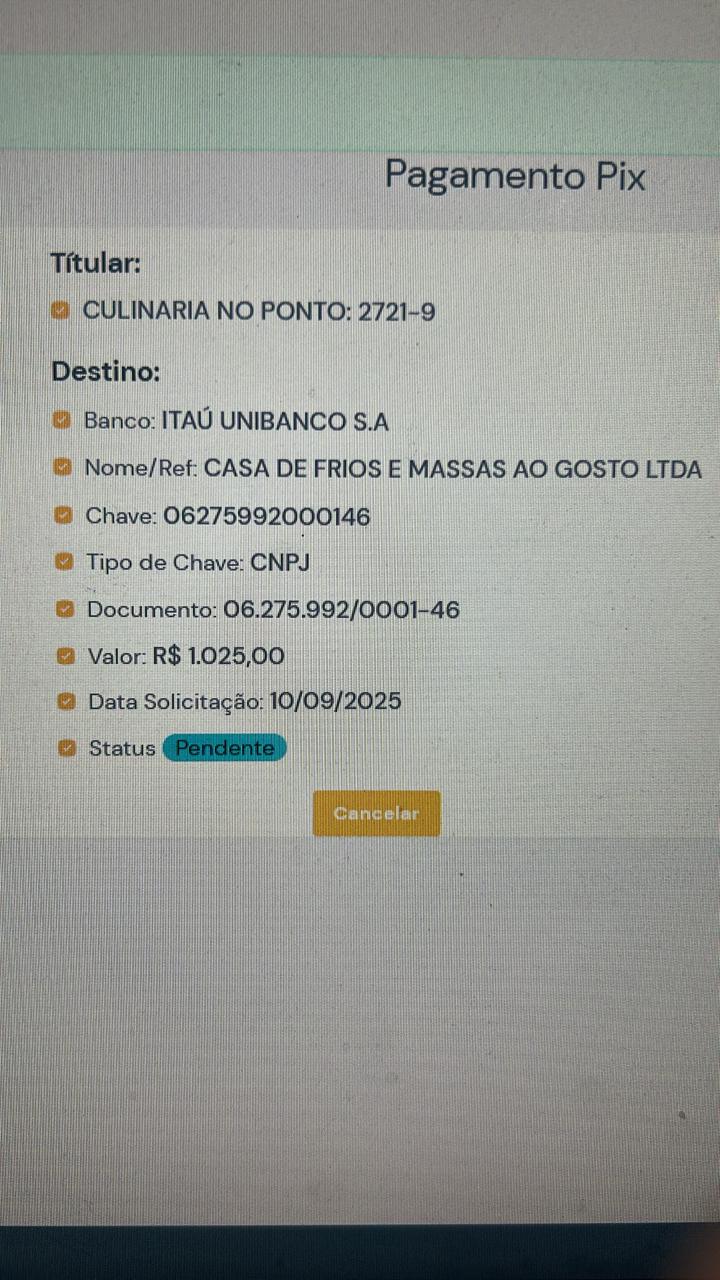 Pagamento Pix
Títular:
CULINARIA NO PONTO: 2721-9
Destino:
Banco: ITAÚ UNIBANCO S.A
Nome/Ref: CASA DE FRIOS E MASSAS AO GOSTO LTDA
Chave: 06275992000146
Tipo de Chave: CNPJ
Documento: 06.275.992/0001-46
Valor: R$ 1.025,00
Data Solicitação: 10/09/2025
Status Pendente
Cancelar